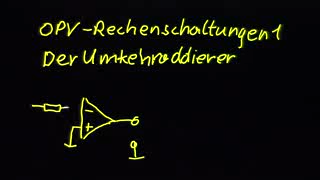 OPV-Rechenschaltungen 1
Der Umkehraddierer
-
+